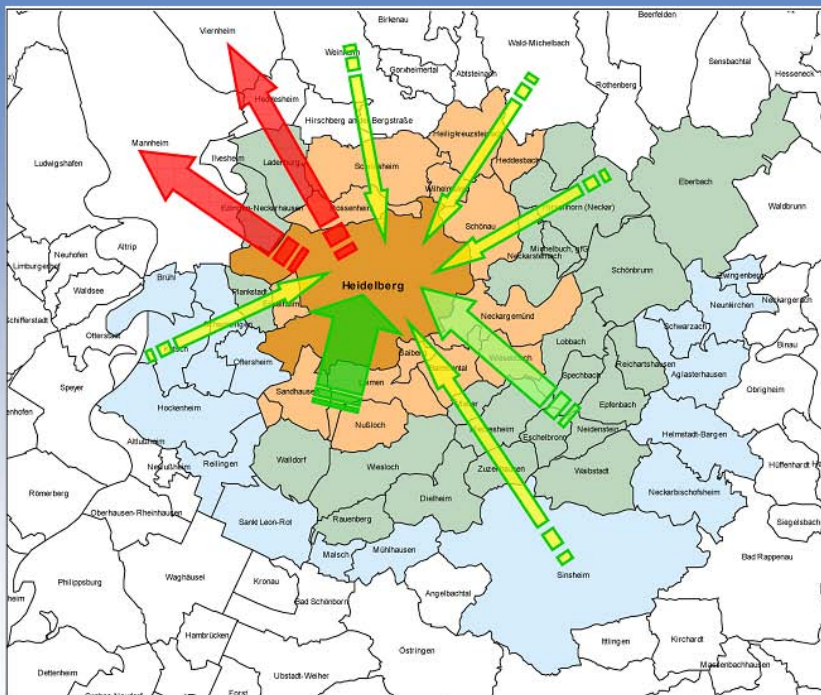 Birkenau
Beerfelden
Viernheim
Wald-Michelbach
Weinheim
Gorxheimertal
Sensbachtal
Abtsteinach
Hesseneck
Rothenberg
Heddesheim
Hirschberg an der Bergstraße
Mannheim
Heiligkreuzsteinach
Ilvesheim
Ladenburg
Schriesheim
Heddesbach
Ludwigshafen
Eberbach
Wilhelmsfeld
Edingen-Neckarhausen
Dossenheim
Waldbrunn
Schönau
Altrip
Neuhofen
Limburgerhof
Neckarsteinach
Schönbrunn
Brühl
Zwingenberg
Waldsee
Plankstadt
Heidelberg
Neunkirchen
Neckargerach
Schifferstadt
Neckargemünd
Otterstadt
Schwarzach
Lobbach
Binau
Oftersheim
Reichartshausen
Speyer
Spechbach
Aglasterhausen
Sandhausen
Leimen
Obrigheim
Hockenheim
Epfenbach
Nußloch
Altlußheim
Eschelbronn
Neidenstein
Helmstadt-Bargen
Walldorf
Reilingen
Wiesloch
Zuzenhausen
Waibstadt
Hüffenhardt
Neulußheim
Römerberg
Dielheim
Neckarbischofsheim
Oberhausen-Rheinhausen
Rauenberg
Siegelsbach
Sankt Leon-Rot
Malsch
Mühlhausen
Bad Rappenau
Sinsheim
Philippsburg
Waghäusel
Kronau
Angelbachtal
Bad Schönborn
Hambrücken
Ittlingen
Kirchardt
Östringen
Massenbachhausen
Dettenheim
Ubstadt-Weiher
Forst